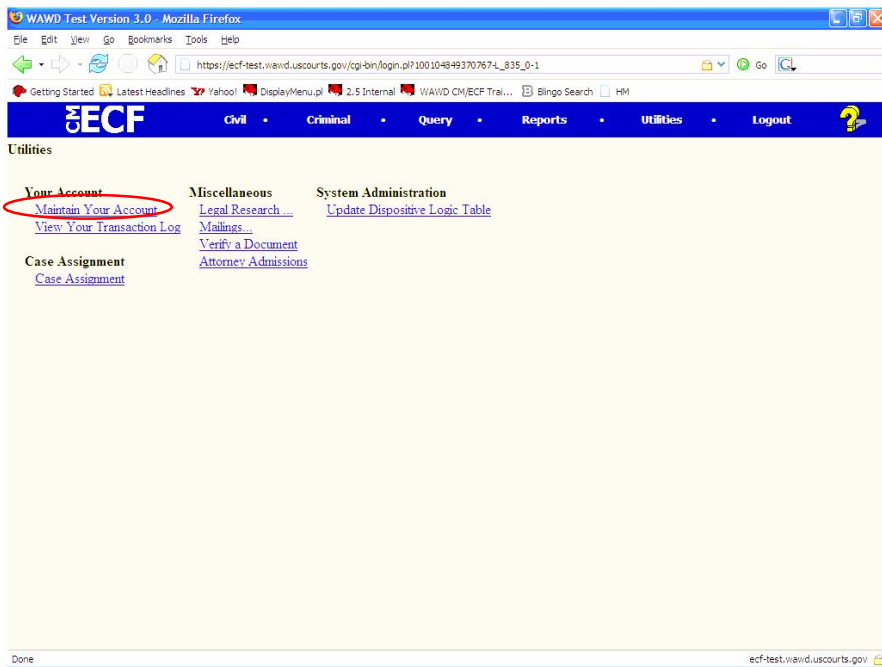 WAWD Test Version 3.0 - Mozilla Firefox
File Edit View Go Bookmarks Tools Help
https://ecf-test.wawd.uscourts.gov/cgi-bin/login.pl?100104849370767-L_835_0-1 Go G
Getting Started Latest Headlines Y! Yahoo! DisplayMenu.pl 2.5 Internal WAWD CM/ECF Trai... Blingo Search HM
CM ECF Civil • Criminal • Query • Reports • Utilities • Logout ?
Utilities
Your Account Miscellaneous System Administration
Maintain Your Account Legal Research ... Update Dispositive Logic Table
View Your Transaction Log Mailings...
Verify a Document
Case Assignment Attorney Admissions
Case Assignment
Done ecf-test.wawd.uscourts.gov